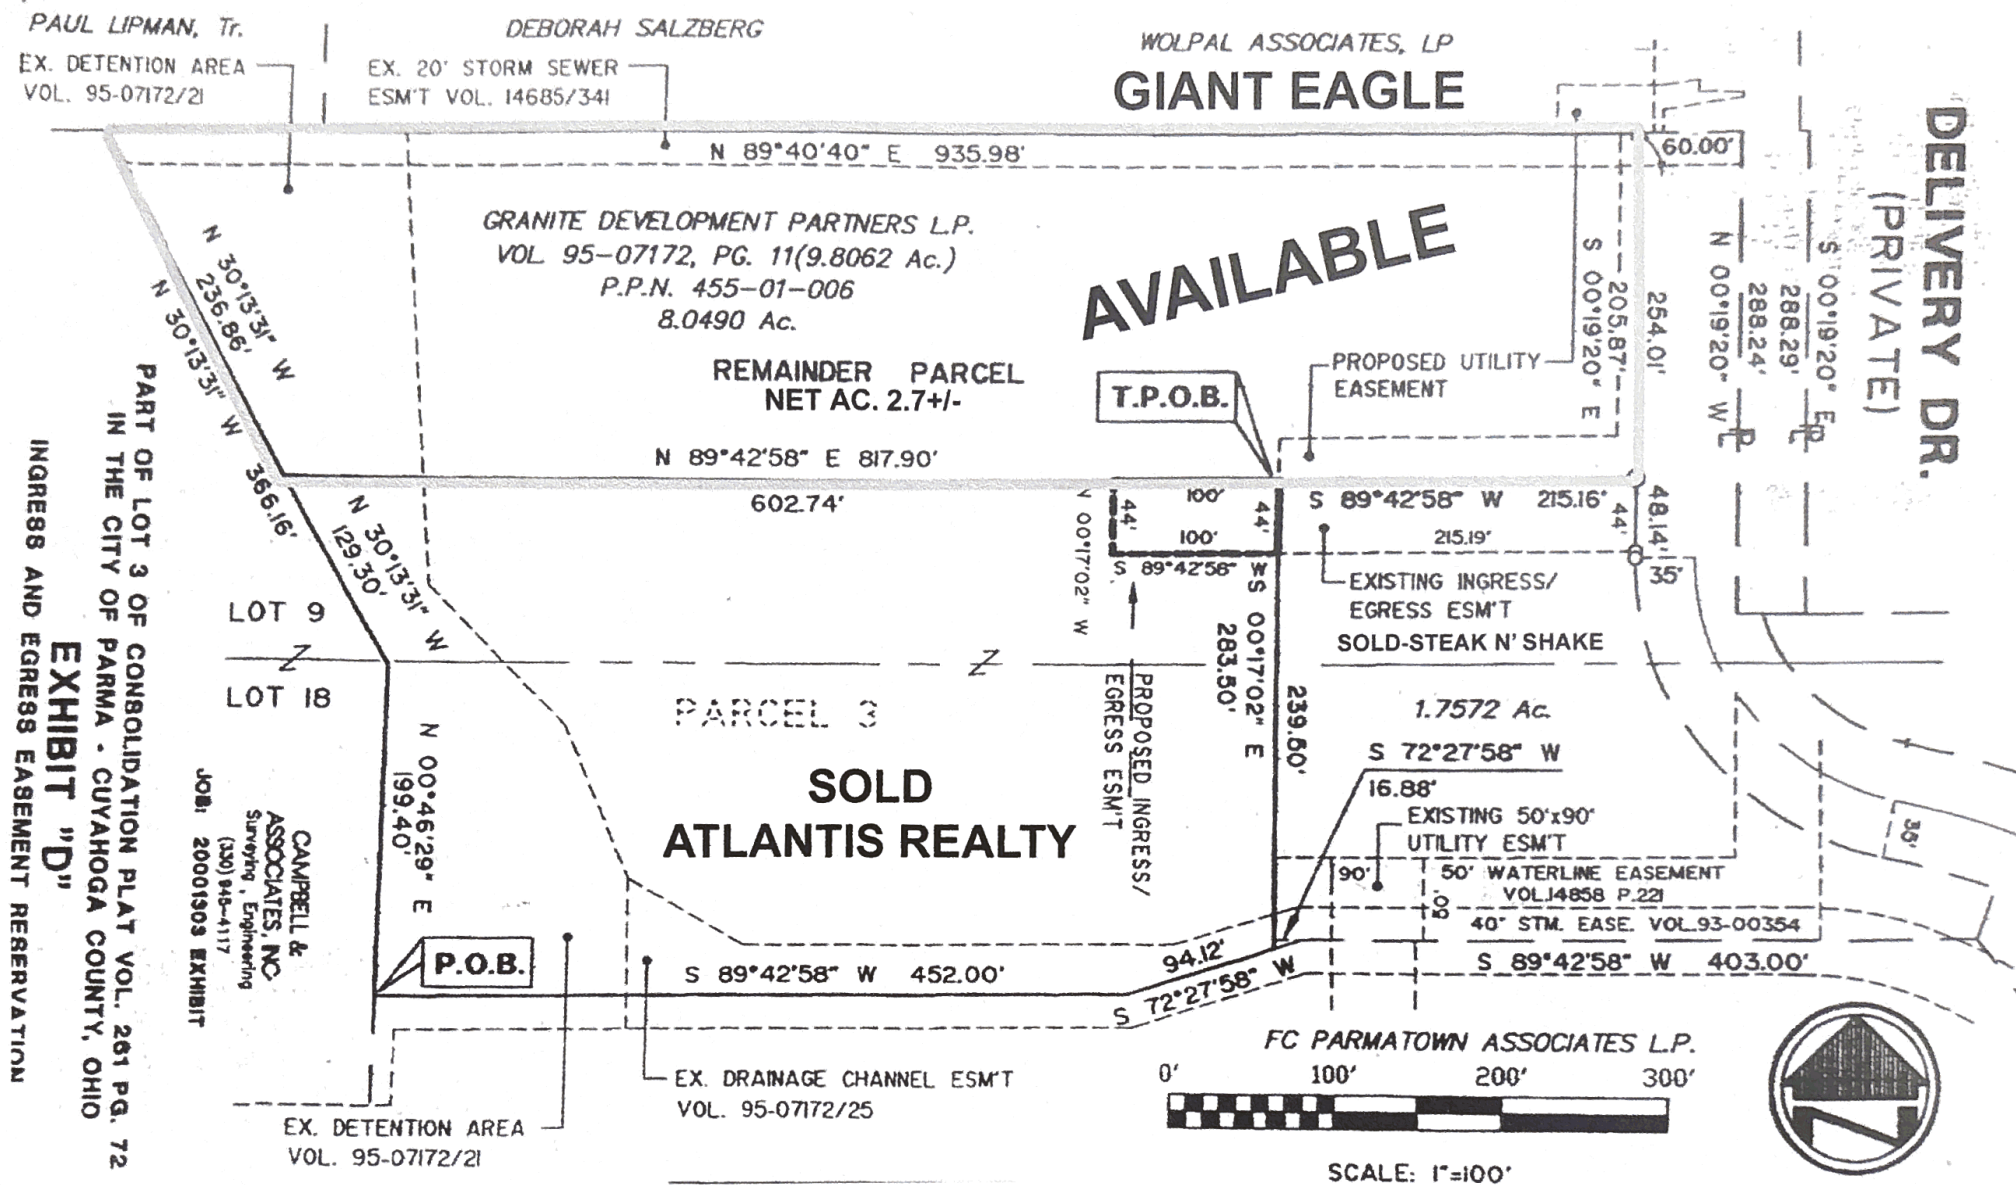 PAUL LIPMAN, Tr.
EX. DETENTION AREA
VOL. 95-07172/21
DEBORAH SALZBERG
EX. 20' STORM SEWER
ESM'T VOL. 14685/341
WOLPAL ASSOCIATES, LP
GIANT EAGLE
DELIVERY DR.
(PRIVATE)
N 89°40'40" E 935.98'
60.00'
GRANITE DEVELOPMENT PARTNERS L.P.
VOL 95-07172, PG. 11(9.8062 Ac.)
P.P.N. 455-01-006
8.0490 Ac.
AVAILABLE
REMAINDER PARCEL
NET AC. 2.7+/-
T.P.O.B.
PROPOSED UTILITY
EASEMENT
S 00°19'20" E
205.87'
254.01'
N 00°19'20" W
288.24'
288.29'
S 00°19'20" E
N 30°13'31" W
236.86'
N 30°13'31" W
366.16'
N 89°42'58" E 817.90'
602.74'
N 30°13'31" W
129.30'
100'
44'
44'
100'
N 00°17'02" W
S 89°42'58" W
S 89°42'58" W 215.16'
44'
48.14'
215.19'
35'
EXISTING INGRESS/
EGRESS ESM'T
SOLD-STEAK N' SHAKE
S 00°17'02" E
283.50'
239.50'
LOT 9
LOT 18
PARCEL 3
SOLD
ATLANTIS REALTY
PROPOSED INGRESS/
EGRESS ESM'T
1.7572 Ac.
S 72°27'58" W
16.88'
EXISTING 50'x90'
UTILITY ESM'T
90'
50'
50' WATERLINE EASEMENT
VOL.14858 P.221
40' STM. EASE. VOL.93-00354
35'
N 00°46'29" E
199.40'
P.O.B.
S 89°42'58" W 452.00'
94.12'
S 72°27'58" W
S 89°42'58" W 403.00'
EX. DRAINAGE CHANNEL ESM'T
VOL. 95-07172/25
EX. DETENTION AREA
VOL. 95-07172/21
FC PARMATOWN ASSOCIATES L.P.
0' 100' 200' 300'
SCALE: 1"=100'
PART OF LOT 3 OF CONSOLIDATION PLAT VOL. 261 PG. 72
IN THE CITY OF PARMA - CUYAHOGA COUNTY, OHIO
EXHIBIT "D"
INGRESS AND EGRESS EASEMENT RESERVATION
CAMPBELL &
ASSOCIATES, INC.
Surveying, Engineering
(330) 945-4117
JOB: 20001303 EXHIBIT